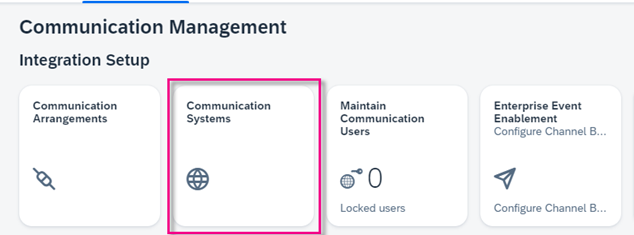 Communication Management
Integration Setup
Communication
Arrangements
Communication
Systems
Maintain
Communication
Users
0
Locked users
Enterprise Event
Enablement
Configure Channel B...
Configure Channel B...